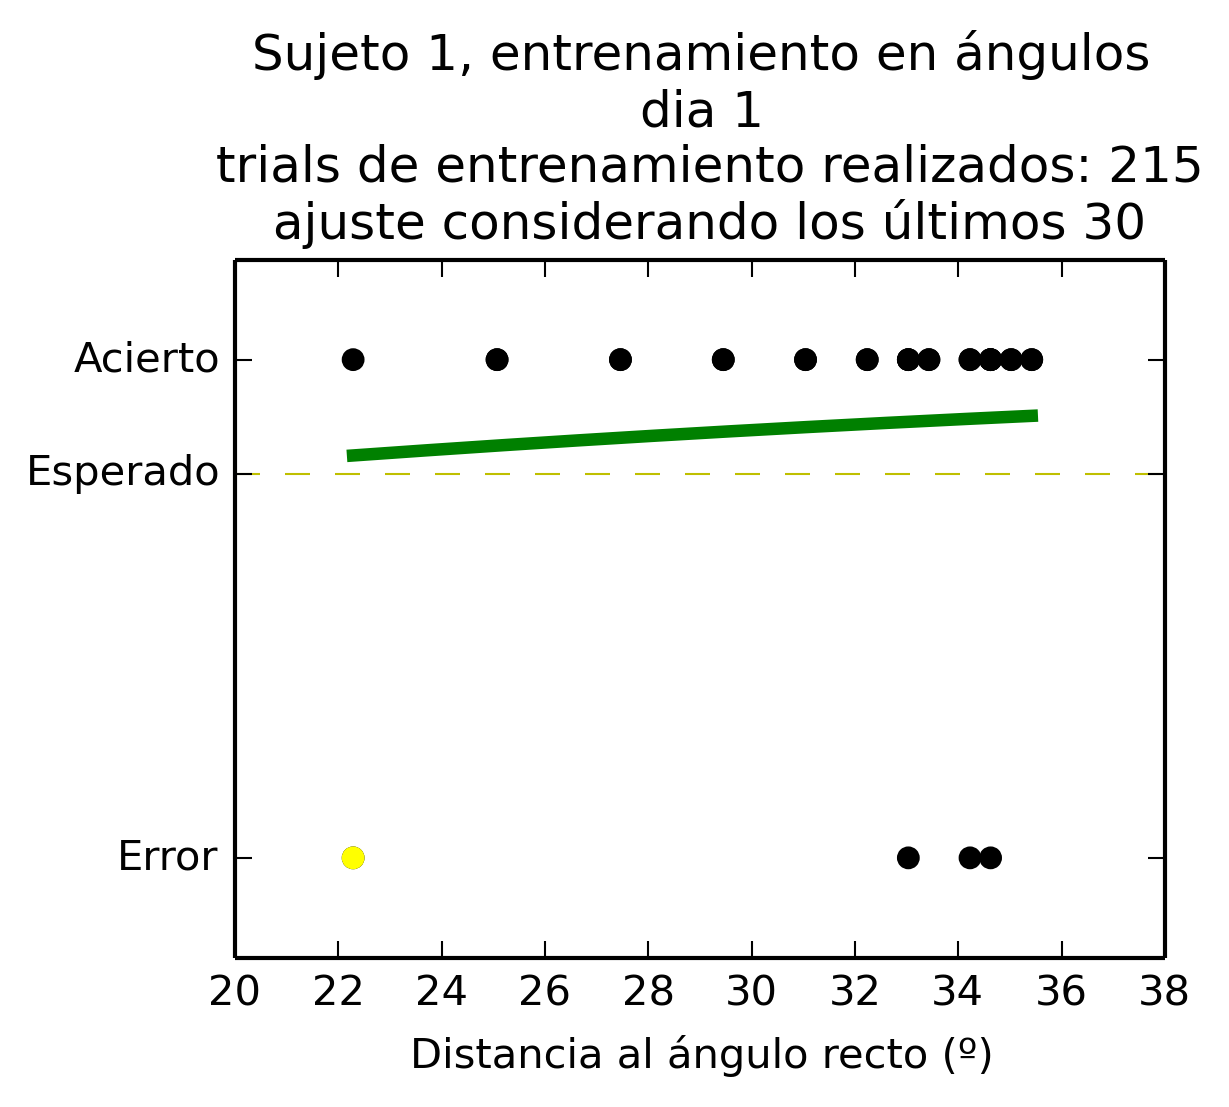 Sujeto 1, entrenamiento en ángulos
dia 1
trials de entrenamiento realizados: 215
ajuste considerando los últimos 30
Acierto
Esperado
Error
20 22 24 26 28 30 32 34 36 38
Distancia al ángulo recto (º)